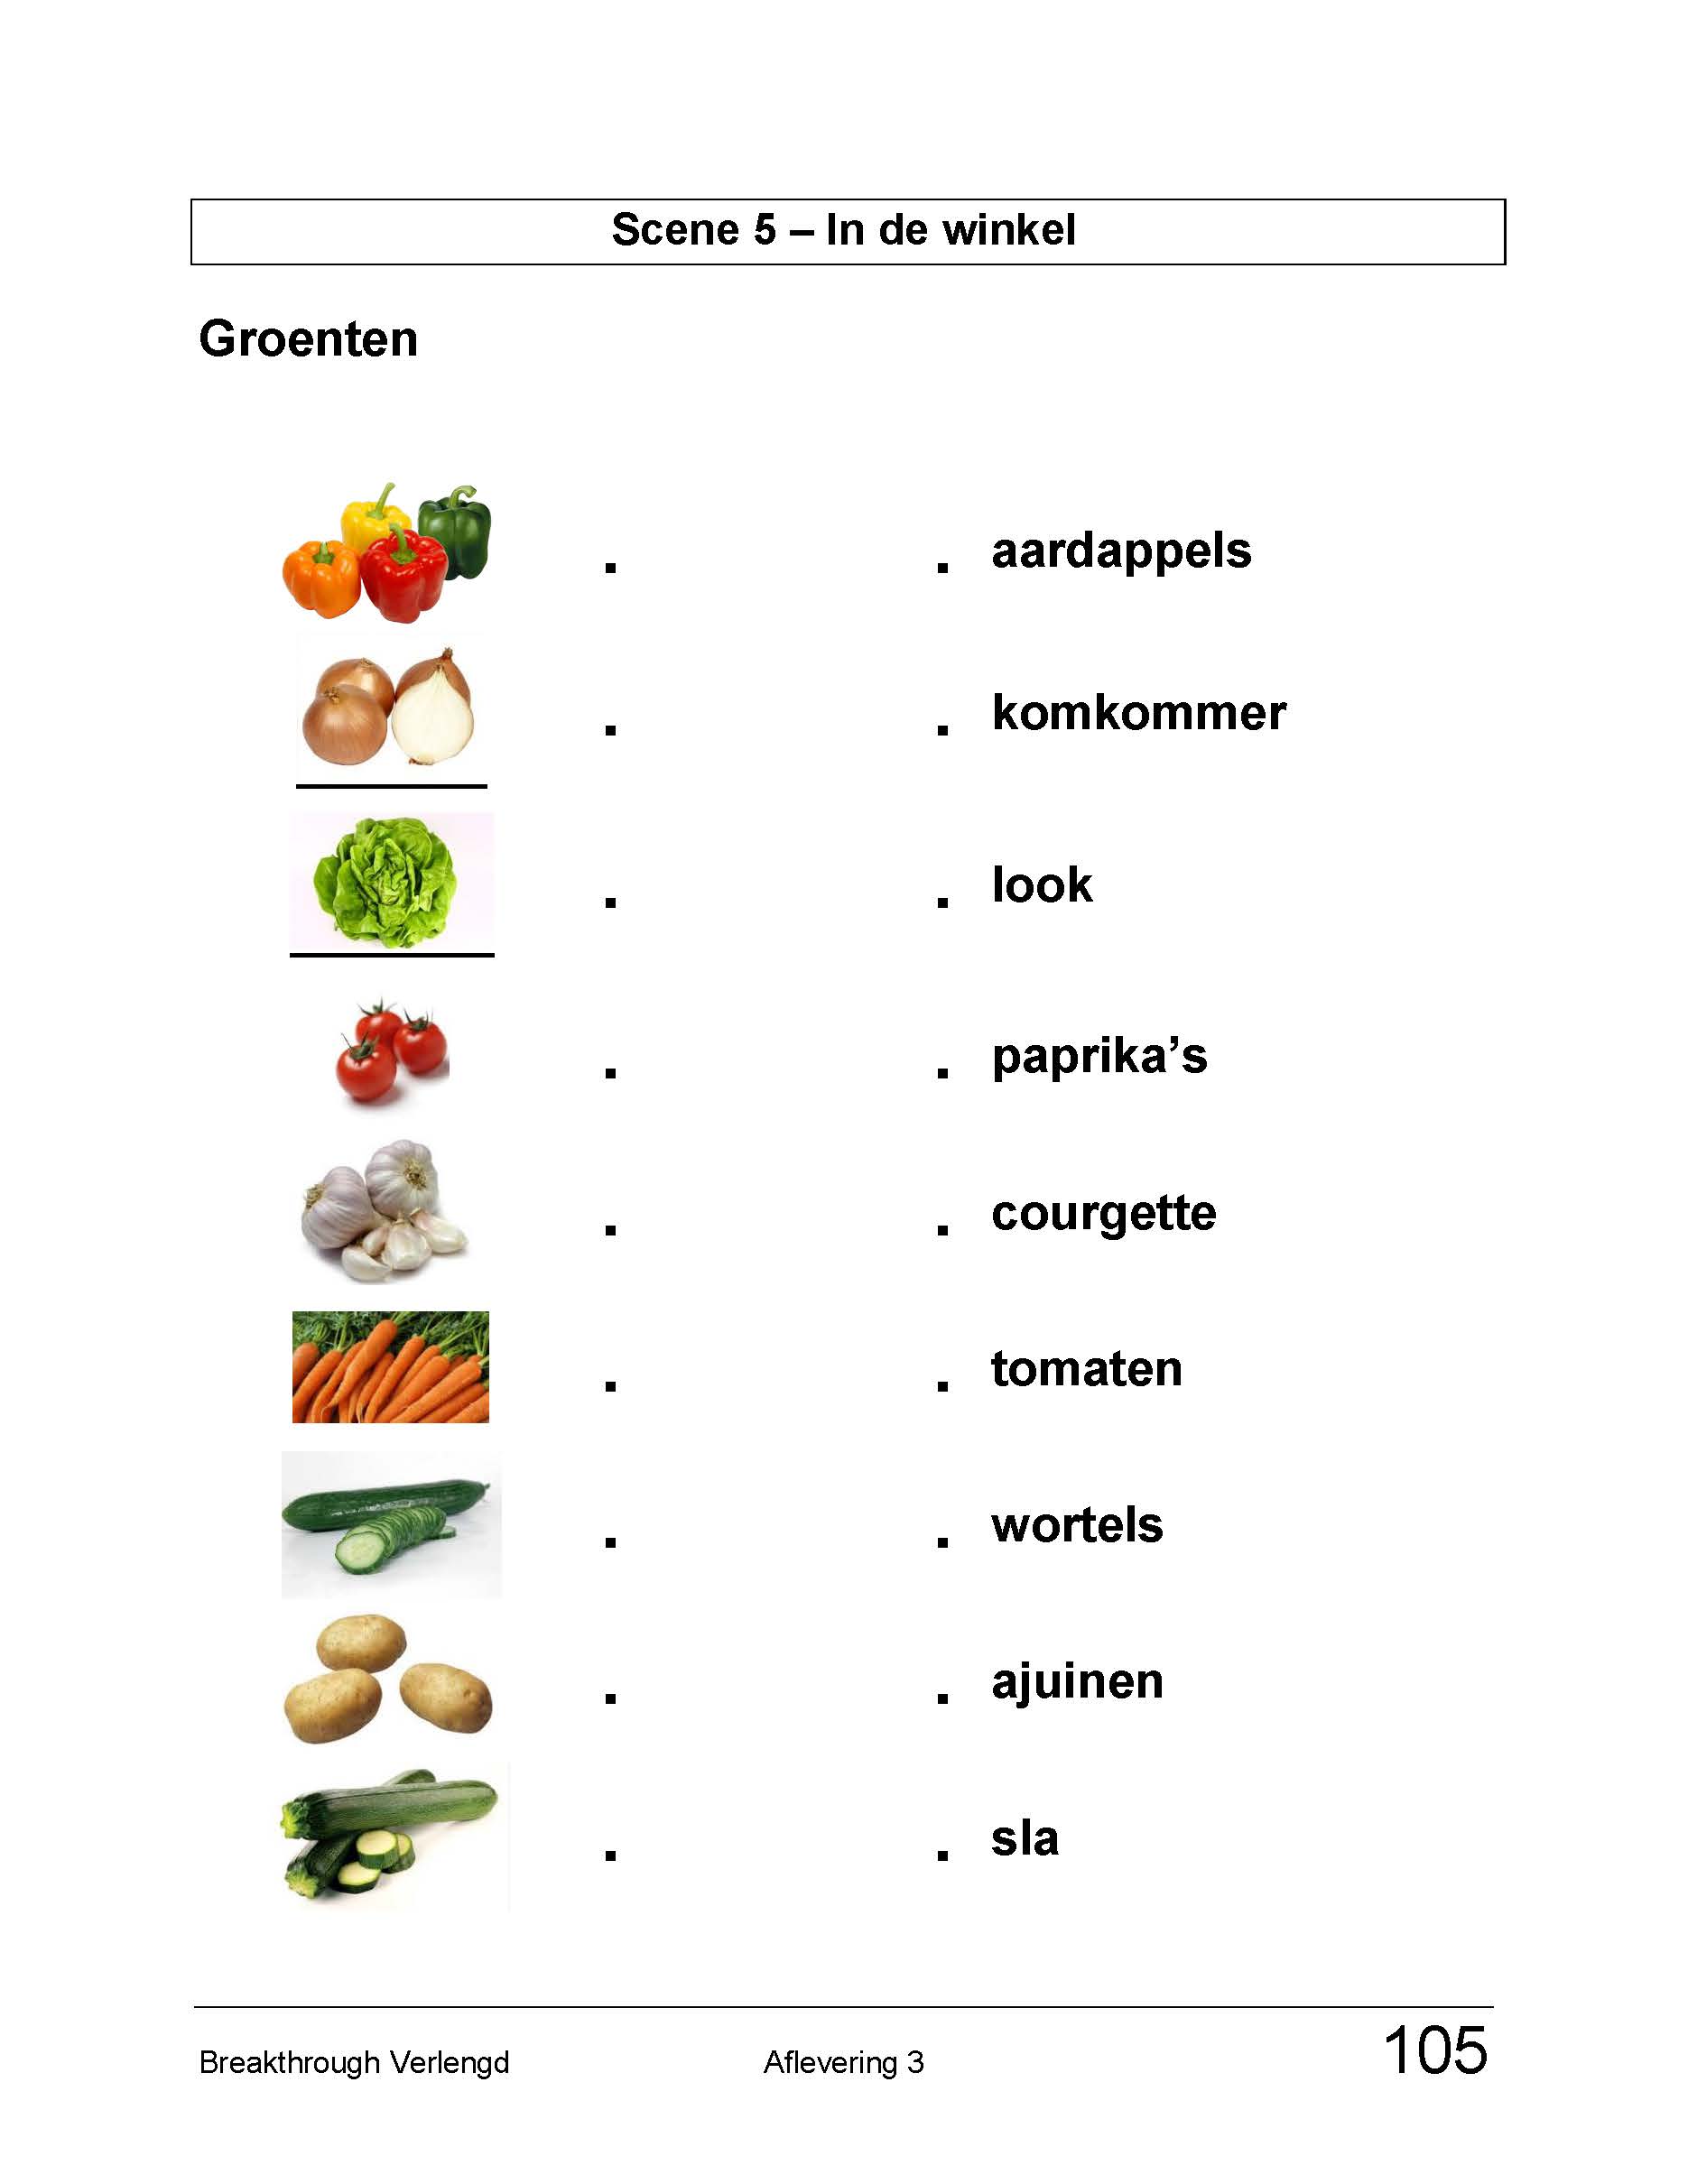 Scene 5 – In de winkel
Groenten
. . aardappels
. . komkommer
. . look
. . paprika’s
. . courgette
. . tomaten
. . wortels
. . ajuinen
. . sla
Breakthrough Verlengd Aflevering 3 105